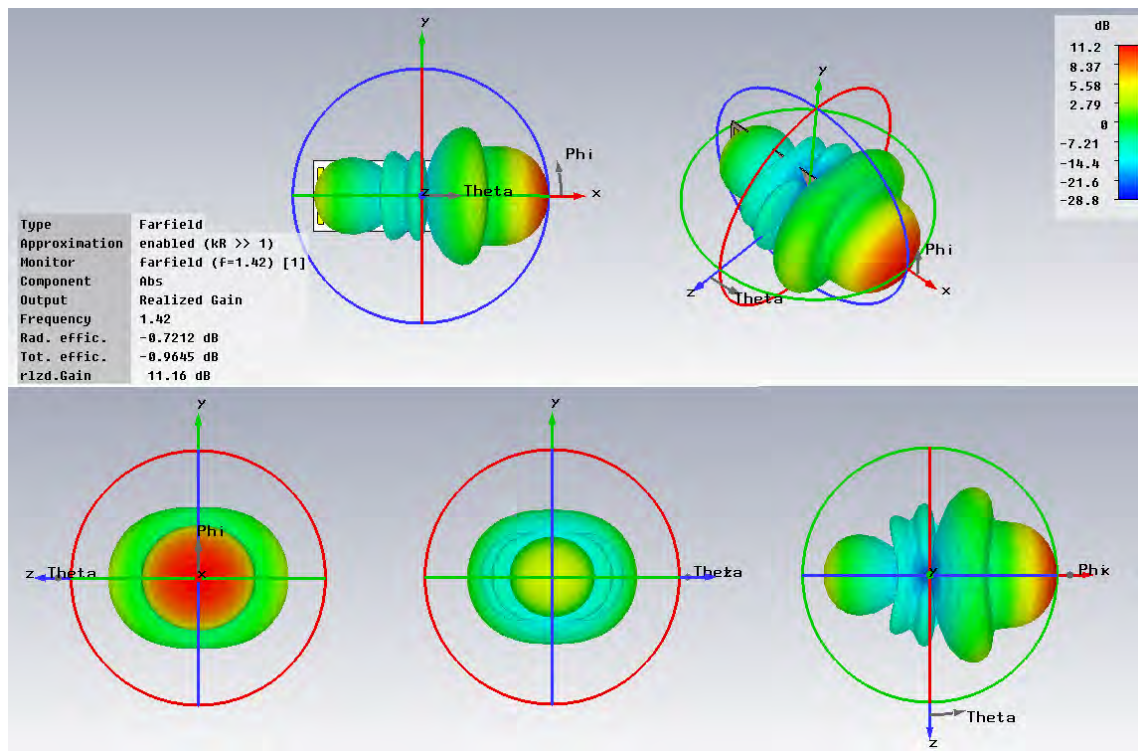 y
Phi
z
Theta
x
y
Phi
z
Theta
x
dB
11.2
8.37
5.58
2.79
0
-7.21
-14.4
-21.6
-28.8
Type Farfield
Approximation enabled (kR >> 1)
Monitor farfield (f=1.42) [1]
Component Abs
Output Realized Gain
Frequency 1.42
Rad. effic. -0.7212 dB
Tot. effic. -0.9645 dB
rlzd.Gain 11.16 dB
y
Phi
z Theta
x
y
Theta
y
Phi x
Theta
z